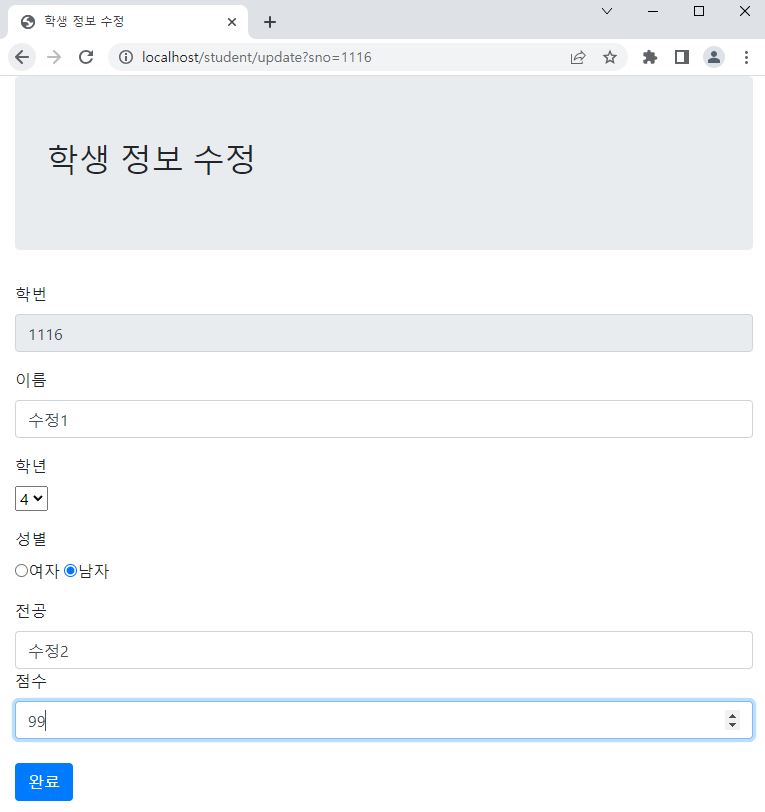 학생 정보 수정
localhost/student/update?sno=1116
학생 정보 수정
학번
1116
이름
수정1
학년
4
성별
여자 남자
전공
수정2
점수
99
완료